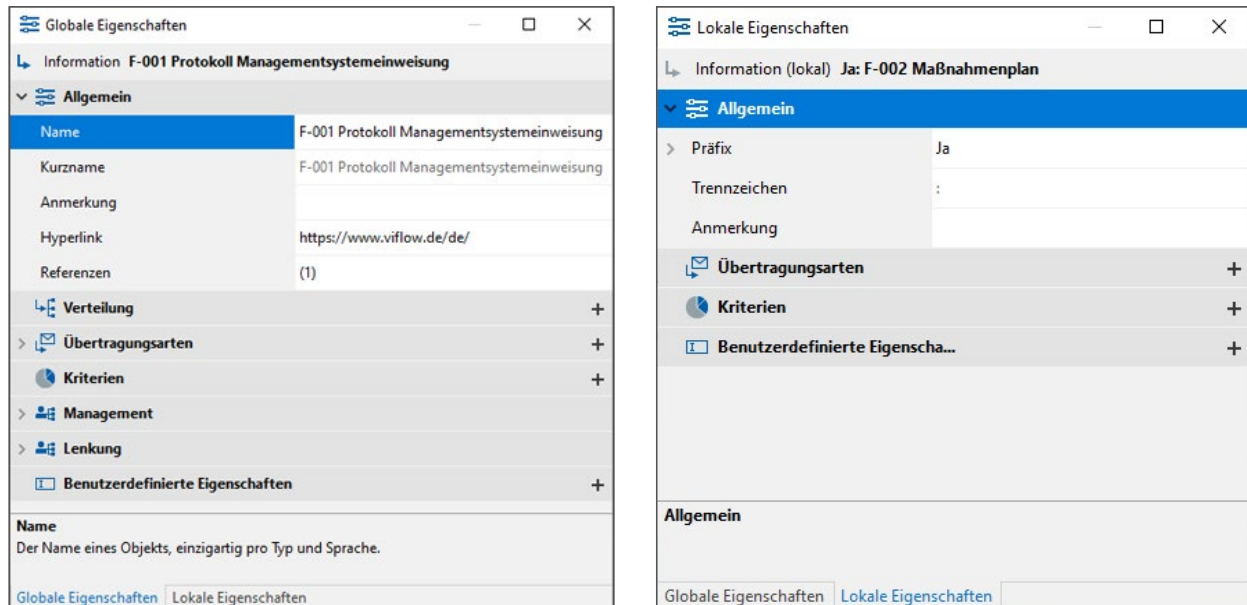 Globale Eigenschaften
Information F-001 Protokoll Managementsystemeinweisung
Allgemein
Name F-001 Protokoll Managementsystemeinweisung
Kurzname F-001 Protokoll Managementsystemeinweisung
Anmerkung
Hyperlink https://www.viflow.de/de/
Referenzen (1)
Verteilung +
Übertragungsarten +
Kriterien +
Management
Lenkung
Benutzerdefinierte Eigenschaften +
Name
Der Name eines Objekts, einzigartig pro Typ und Sprache.
Globale Eigenschaften Lokale Eigenschaften
Lokale Eigenschaften
Information (lokal) Ja: F-002 Maßnahmenplan
Allgemein
Präfix Ja
Trennzeichen :
Anmerkung
Übertragungsarten +
Kriterien +
Benutzerdefinierte Eigenscha... +
Allgemein
Globale Eigenschaften Lokale Eigenschaften